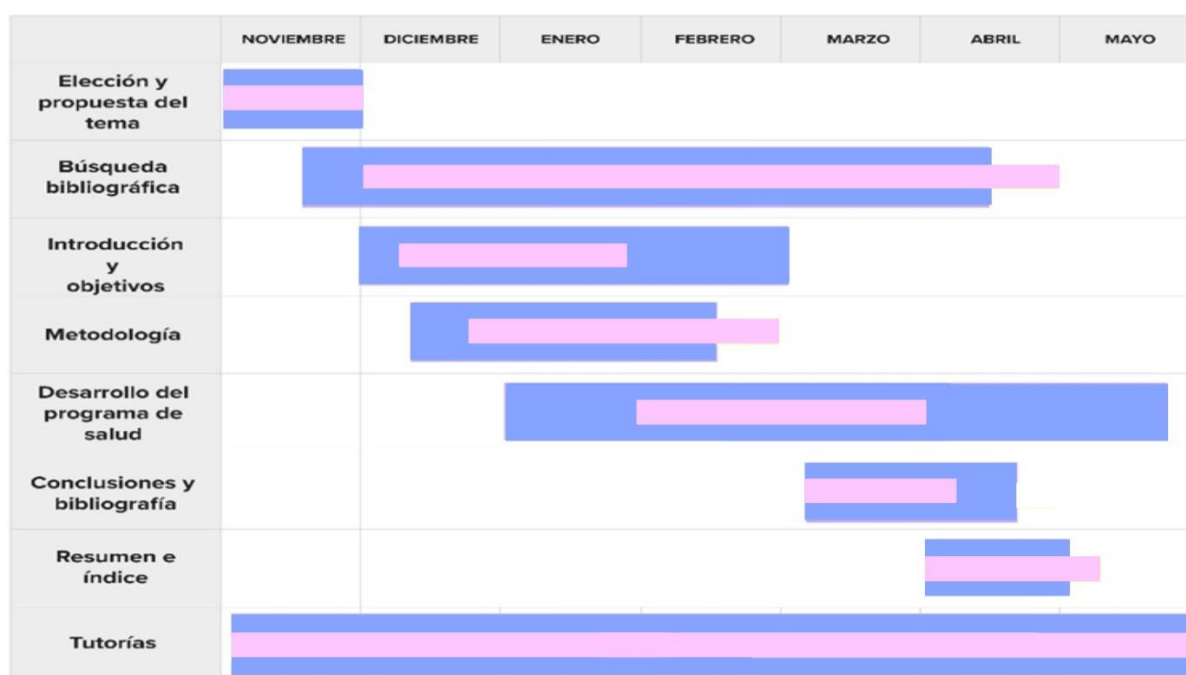 NOVIEMBRE DICIEMBRE ENERO FEBRERO MARZO ABRIL MAYO
Elección y
propuesta del
tema
Búsqueda
bibliográfica
Introducción
y
objetivos
Metodología
Desarrollo del
programa de
salud
Conclusiones y
bibliografía
Resumen e
índice
Tutorías